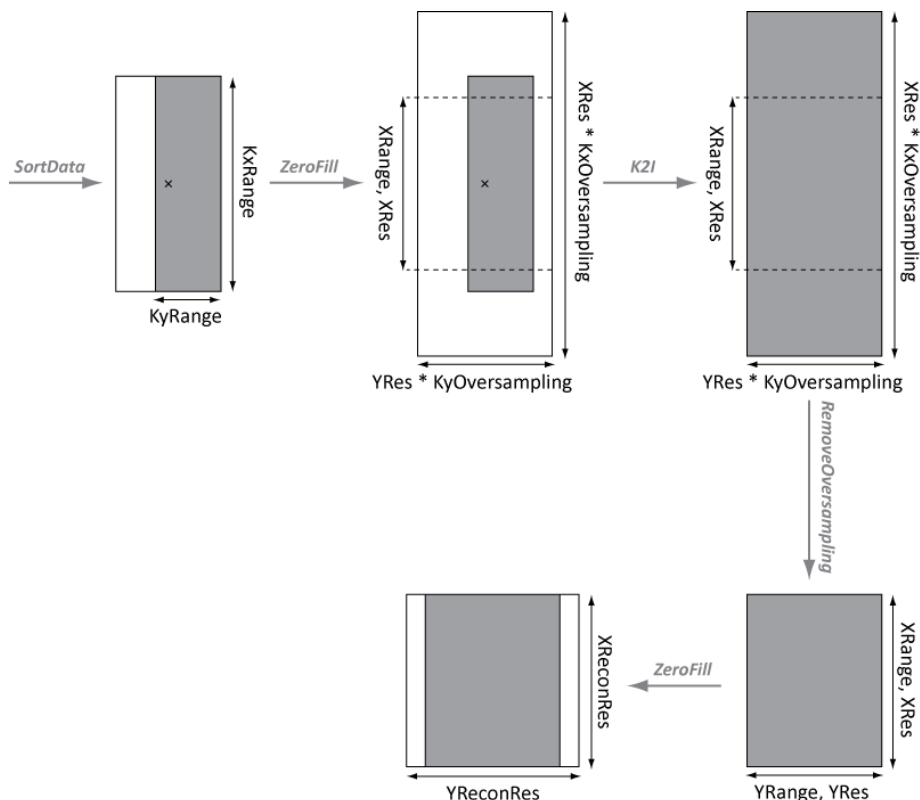 SortData
KxRange
KyRange
ZeroFill
XRange, XRes
XRes * KxOversampling
YRes * KyOversampling
K2I
XRange, XRes
XRes * KxOversampling
YRes * KyOversampling
RemoveOversampling
XRange, XRes
YRange, YRes
ZeroFill
XReconRes
YReconRes